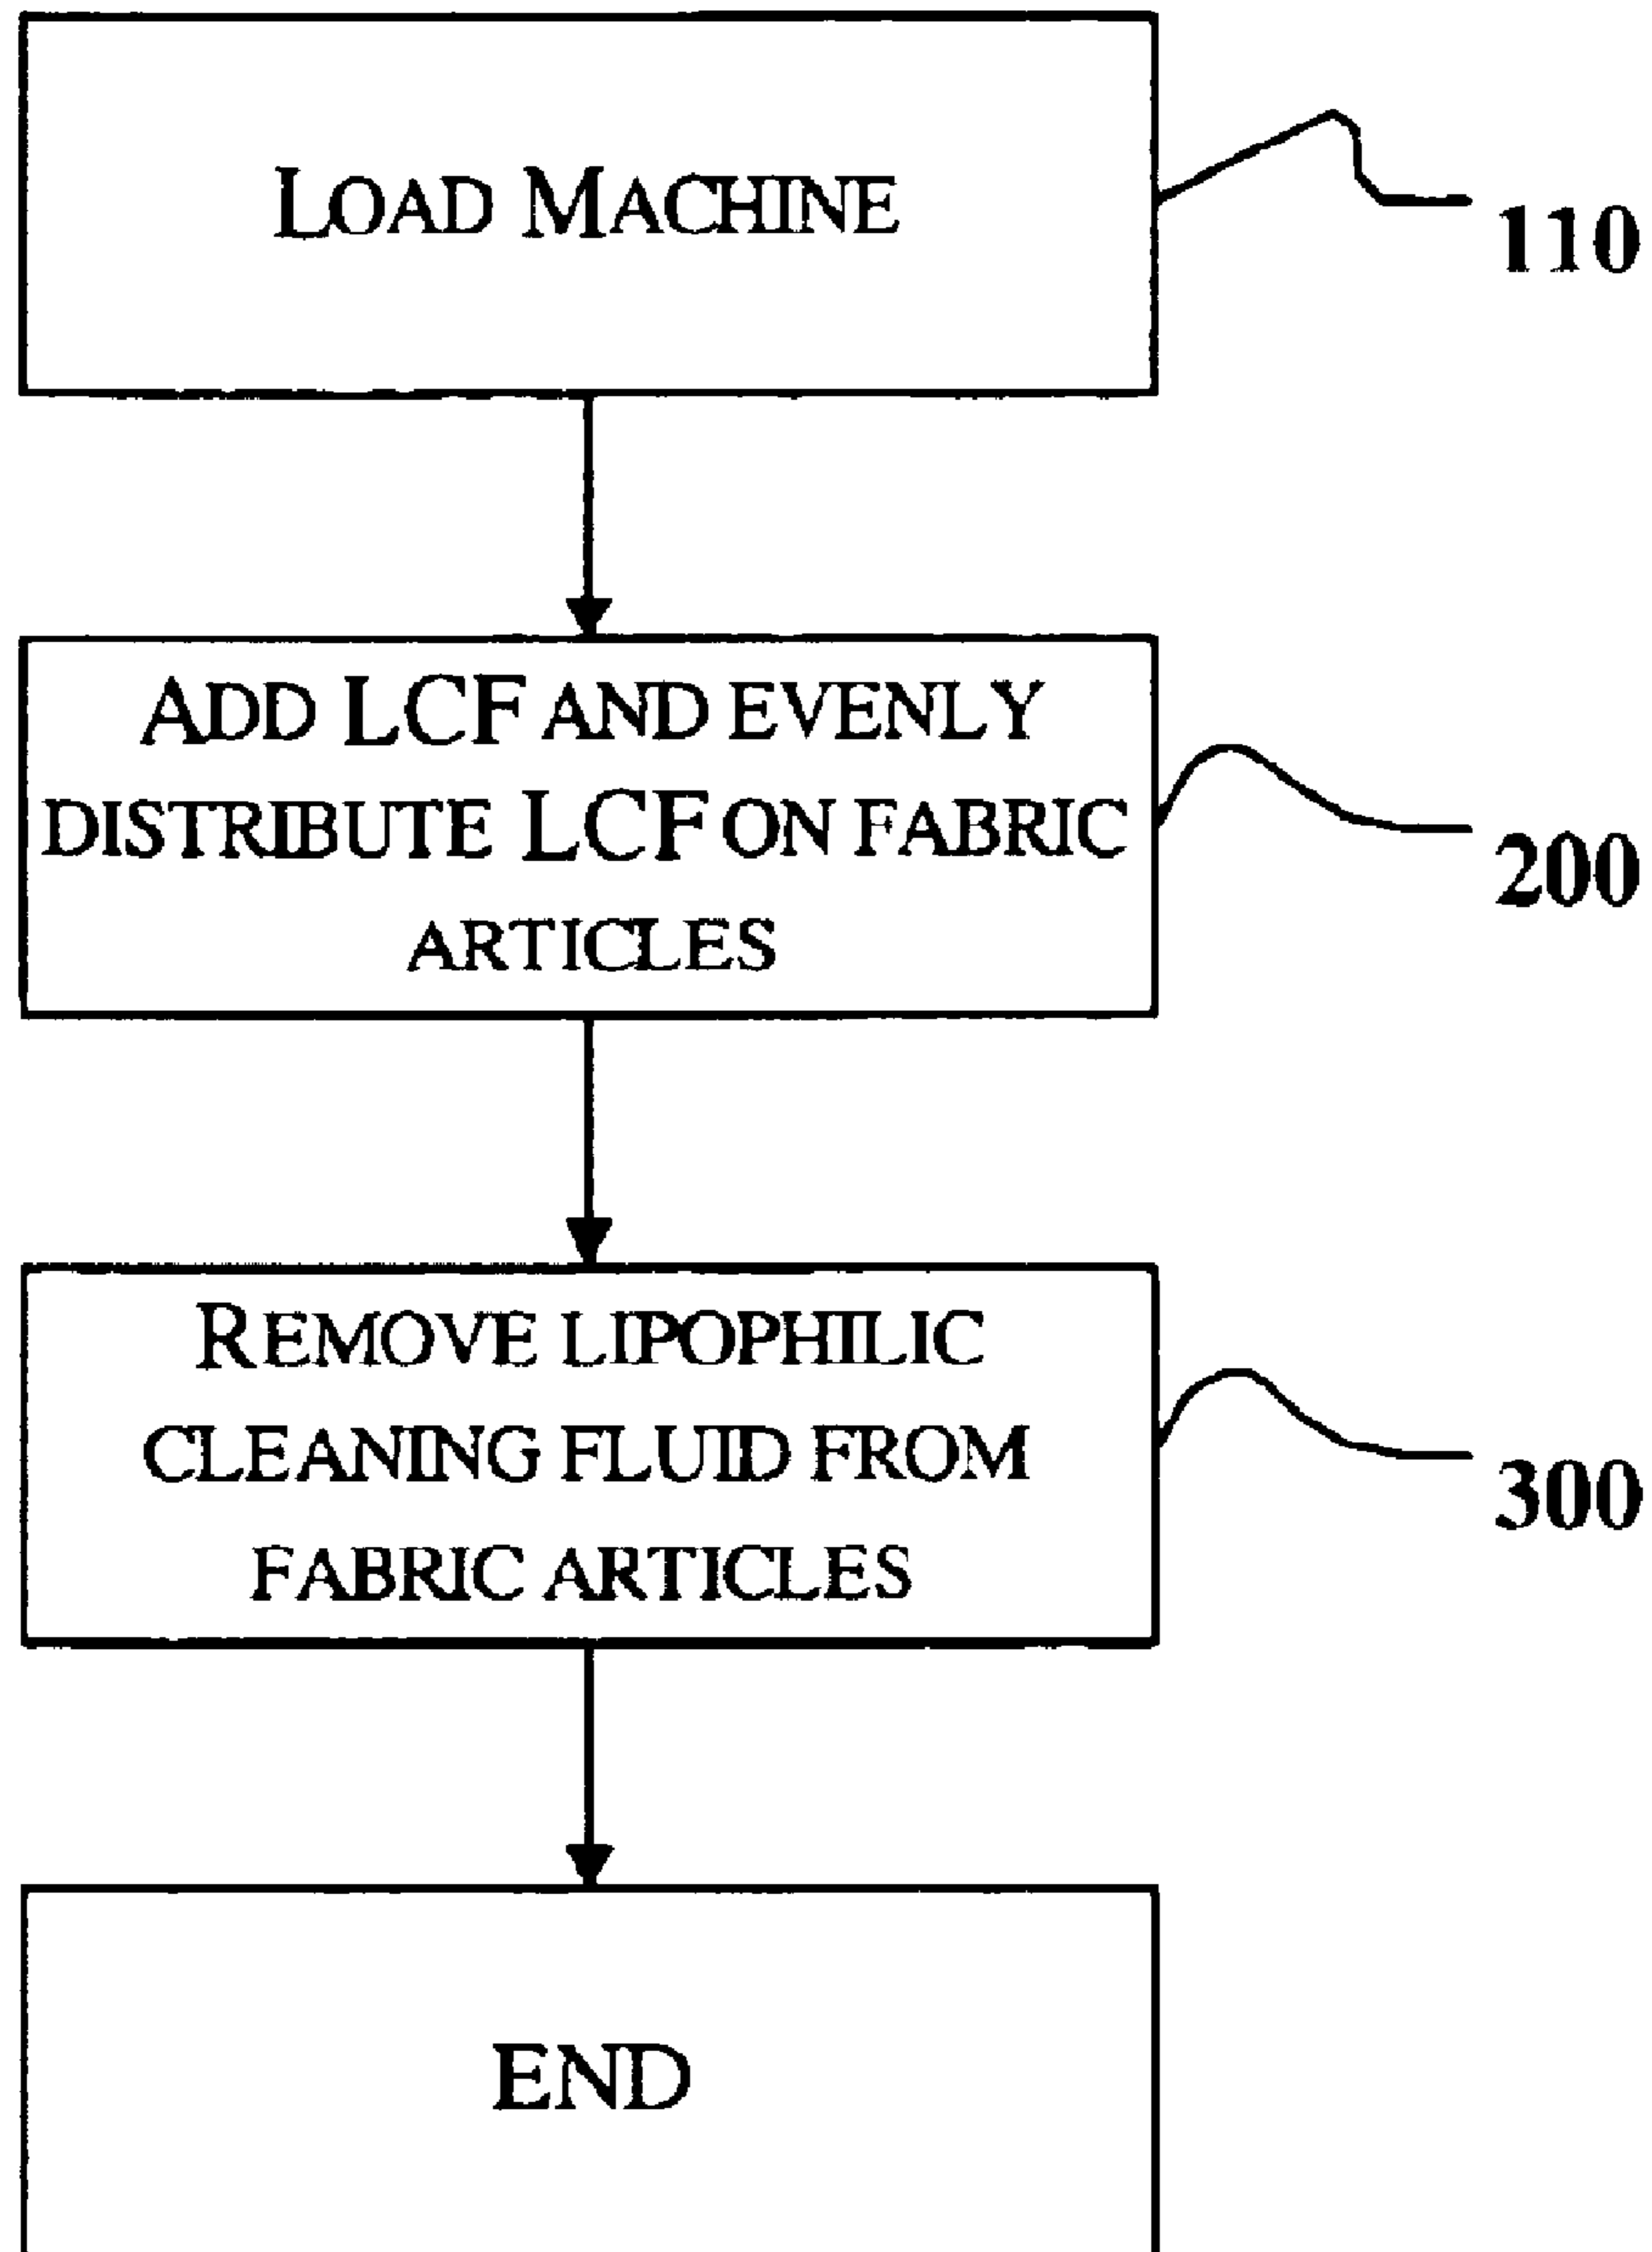 LOAD MACHINE
110
ADD LCF AND EVENLY
DISTRIBUTE LCF ON FABRIC
ARTICLES
200
REMOVE LIPOPHILIC
CLEANING FLUID FROM
FABRIC ARTICLES
300
END